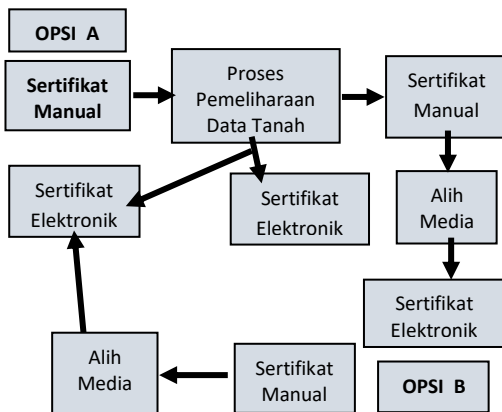 OPSI A
Sertifikat
Manual
Proses
Pemeliharaan
Data Tanah
Sertifikat
Manual
Sertifikat
Elektronik
Sertifikat
Elektronik
Alih
Media
Sertifikat
Elektronik
Alih
Media
Sertifikat
Manual
OPSI B